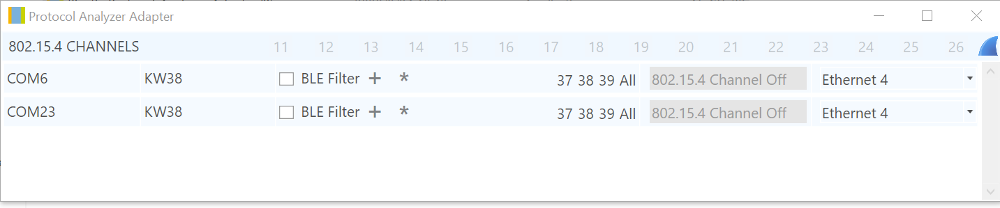 Protocol Analyzer Adapter
802.15.4 CHANNELS 11 12 13 14 15 16 17 18 19 20 21 22 23 24 25 26
COM6 KW38 BLE Filter + * 37 38 39 All 802.15.4 Channel Off Ethernet 4
COM23 KW38 BLE Filter + * 37 38 39 All 802.15.4 Channel Off Ethernet 4